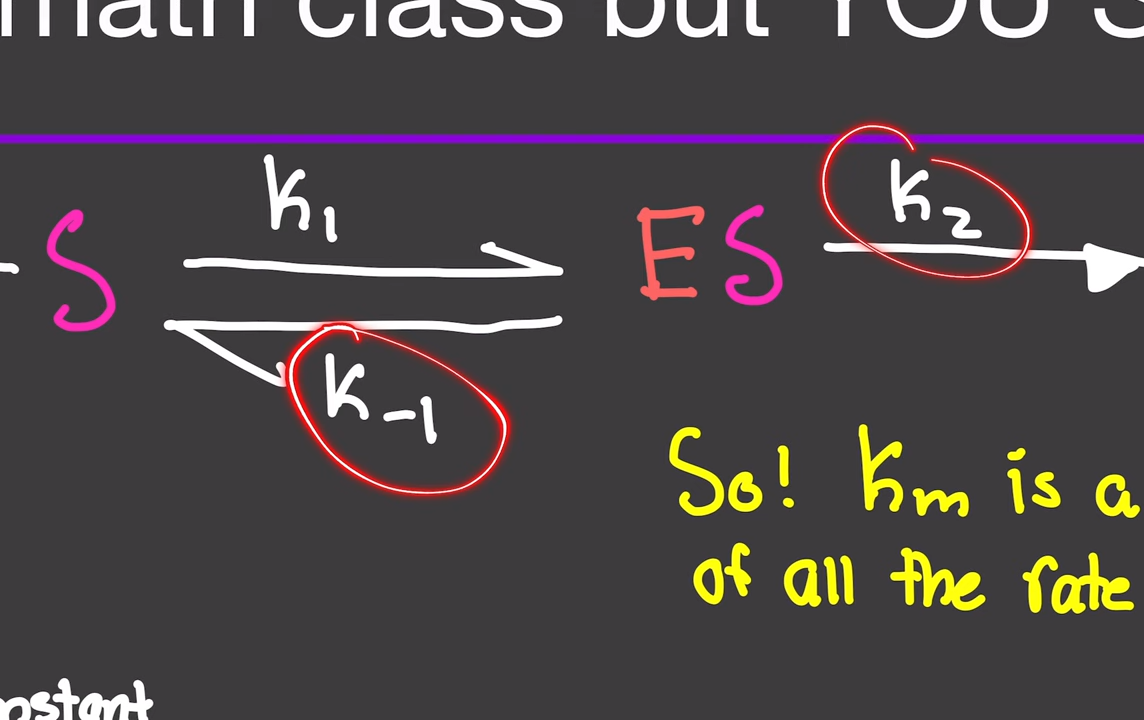 math class but YOU S
k₁
S ES k₂
k₋₁
So! Km is a
of all the rate